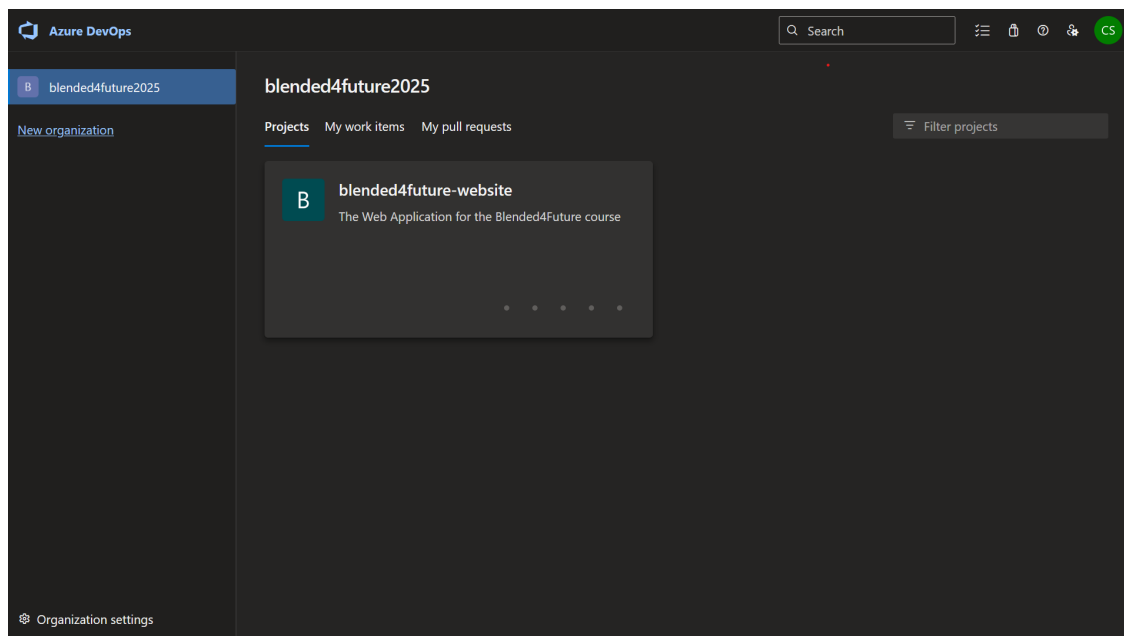 Azure DevOps
Search
CS
B blended4future2025
New organization
blended4future2025
Projects My work items My pull requests
Filter projects
B
blended4future-website
The Web Application for the Blended4Future course
Organization settings